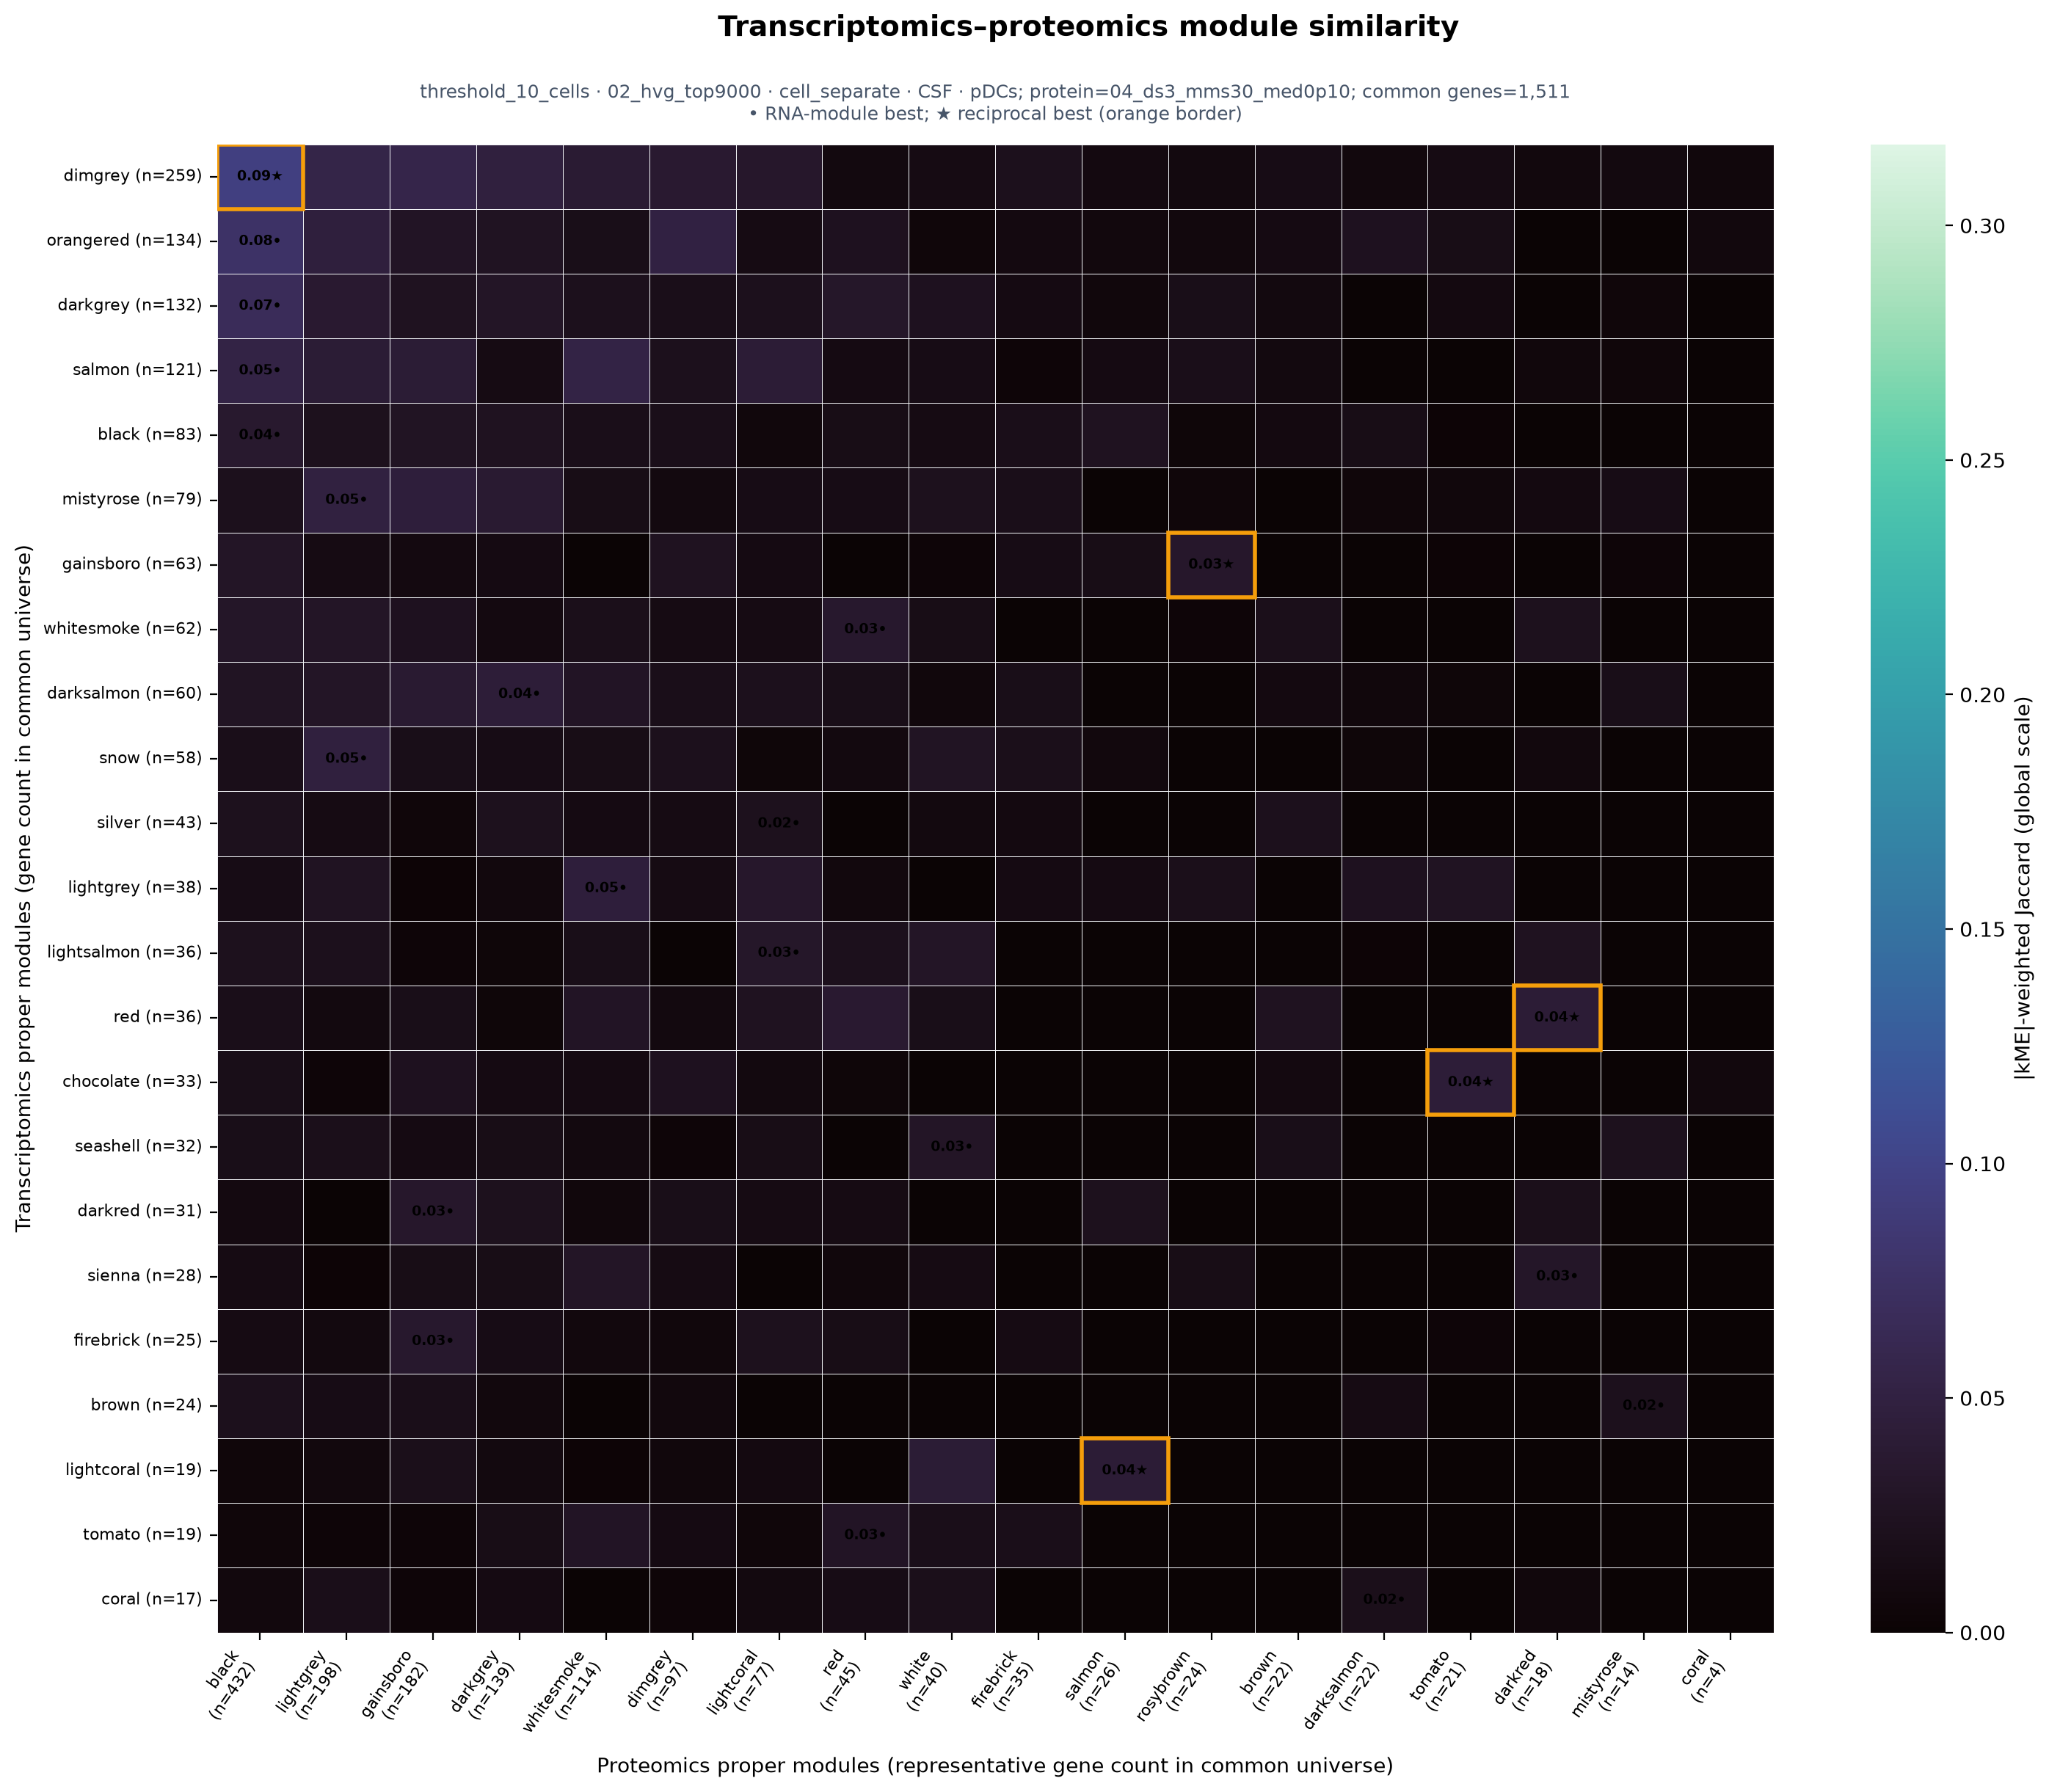 Transcriptomics–proteomics module similarity
threshold_10_cells · 02_hvg_top9000 · cell_separate · CSF · pDCs; protein=04_ds3_mms30_med0p10; common genes=1,511
• RNA-module best; ★ reciprocal best (orange border)
Transcriptomics proper modules (gene count in common universe)
dimgrey (n=259)
0.09★
orangered (n=134)
0.08•
darkgrey (n=132)
0.07•
salmon (n=121)
0.05•
black (n=83)
0.04•
mistyrose (n=79)
0.05•
gainsboro (n=63)
0.03★
whitesmoke (n=62)
0.03•
darksalmon (n=60)
0.04•
snow (n=58)
0.05•
silver (n=43)
0.02•
lightgrey (n=38)
0.05•
lightsalmon (n=36)
0.03•
red (n=36)
0.04★
chocolate (n=33)
0.04★
seashell (n=32)
0.03•
darkred (n=31)
0.03•
sienna (n=28)
0.03•
firebrick (n=25)
0.03•
brown (n=24)
0.02•
lightcoral (n=19)
0.04★
tomato (n=19)
0.03•
coral (n=17)
0.02•
black
(n=432)
lightgrey
(n=198)
gainsboro
(n=182)
darkgrey
(n=139)
whitesmoke
(n=114)
dimgrey
(n=97)
lightcoral
(n=77)
red
(n=45)
white
(n=40)
firebrick
(n=35)
salmon
(n=26)
rosybrown
(n=24)
brown
(n=22)
darksalmon
(n=22)
tomato
(n=21)
darkred
(n=18)
mistyrose
(n=14)
coral
(n=4)
Proteomics proper modules (representative gene count in common universe)
0.30
0.25
0.20
0.15
0.10
0.05
0.00
|kME|-weighted Jaccard (global scale)